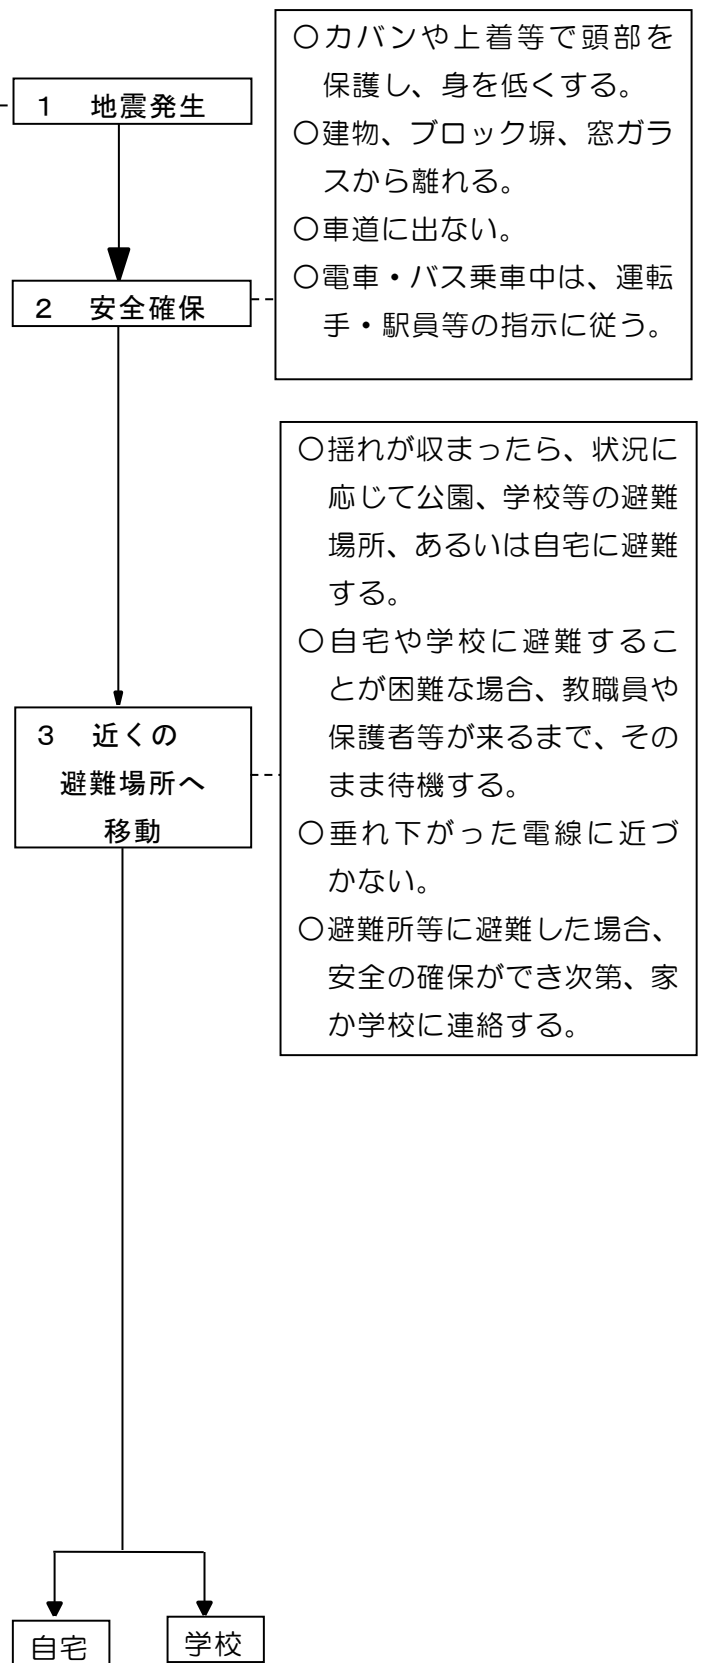 1 地震発生
○カバンや上着等で頭部を
保護し、身を低くする。
○建物、ブロック塀、窓ガラ
スから離れる。
○車道に出ない。
○電車・バス乗車中は、運転
手・駅員等の指示に従う。
2 安全確保
○揺れが収まったら、状況に
応じて公園、学校等の避難
場所、あるいは自宅に避難
する。
○自宅や学校に避難するこ
とが困難な場合、教職員や
保護者等が来るまで、その
まま待機する。
○垂れ下がった電線に近づ
かない。
○避難所等に避難した場合、
安全の確保ができ次第、家
か学校に連絡する。
3 近くの
避難場所へ
移動
自宅
学校